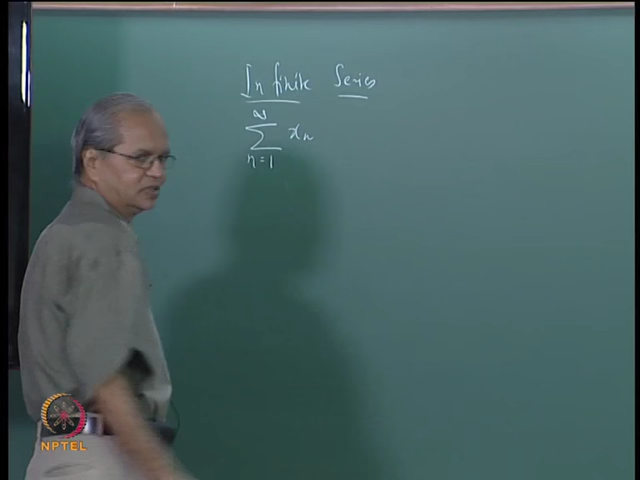 Infinite Series
∞
∑ xₙ
n=1
NPTEL